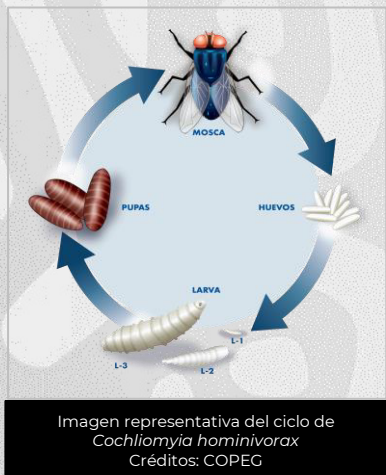 MOSCA
PUPAS
HUEVOS
LARVA
L-1
L-2
L-3
Imagen representativa del ciclo de
Cochliomyia hominivorax
Créditos: COPEG